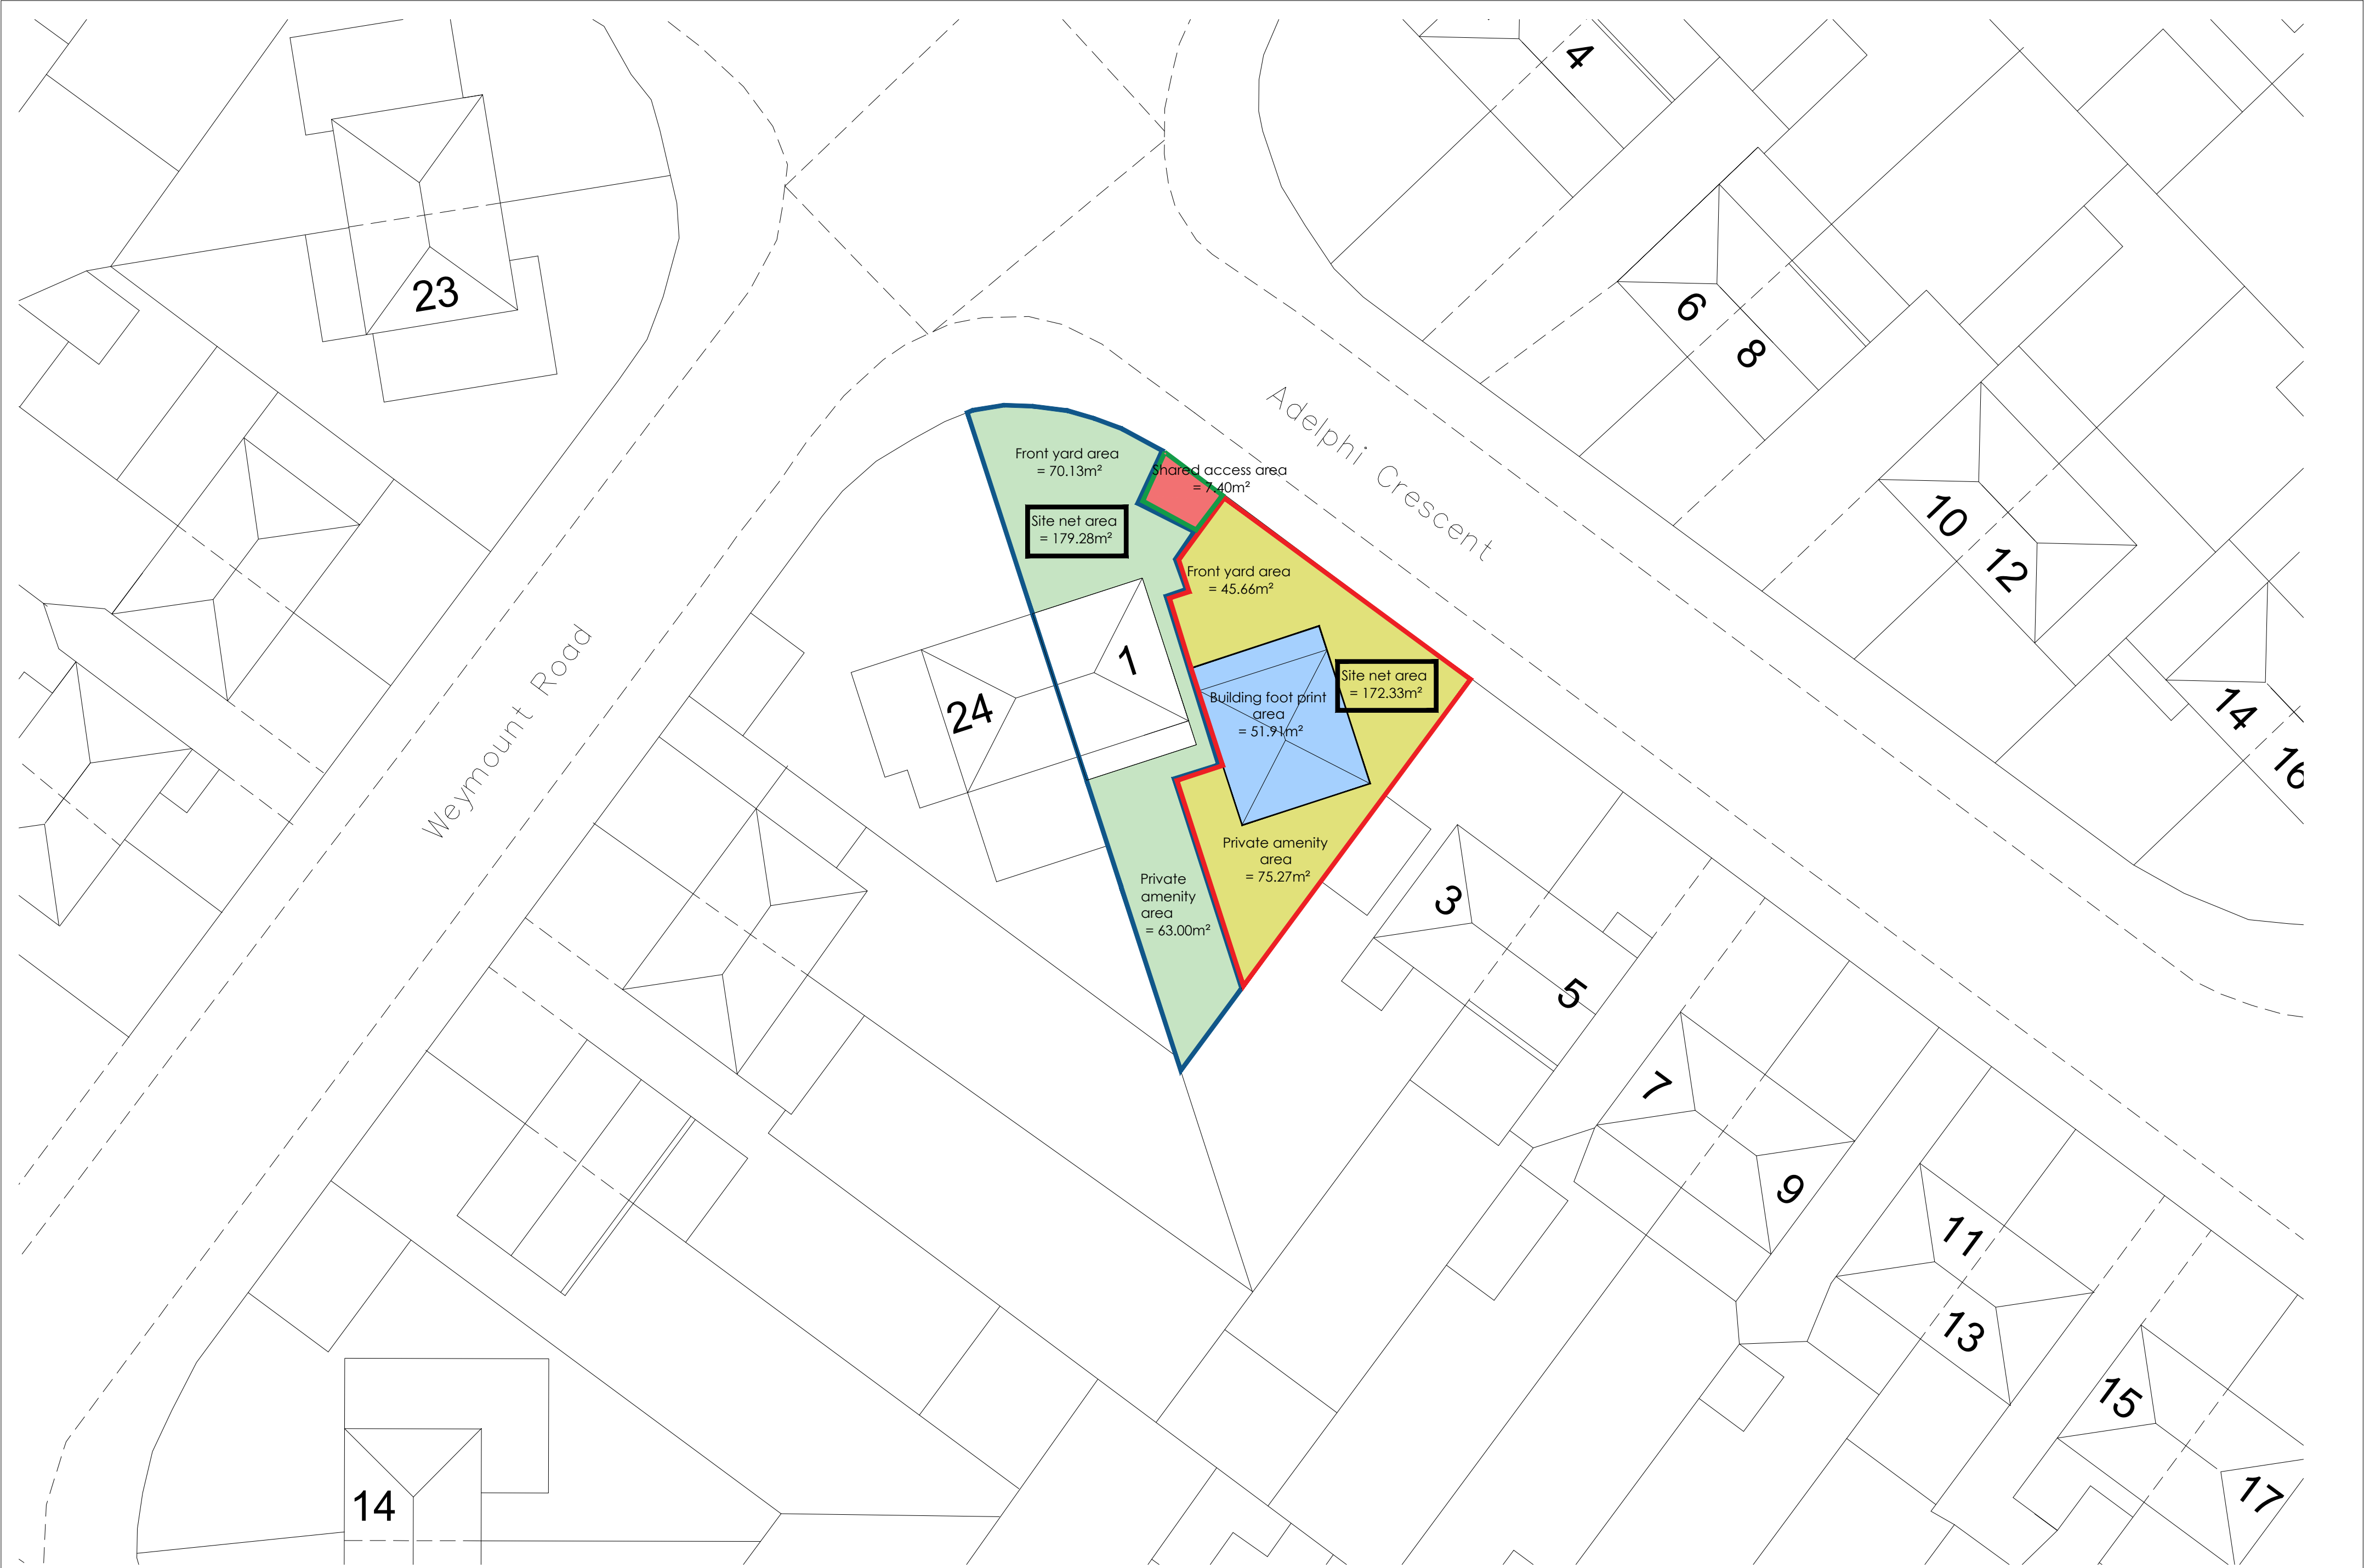 4
23
6
8
Adelphi Crescent
Front yard area
= 70.13m²
Shared access area
= 7.40m²
Site net area
= 179.28m²
10
12
Front yard area
= 45.66m²
Weymount Road
1
24
Site net area
= 172.33m²
Building foot print
area
= 51.91m²
14
16
Private amenity
area
= 75.27m²
Private
amenity
area
= 63.00m²
3
5
7
9
11
13
15
17
14